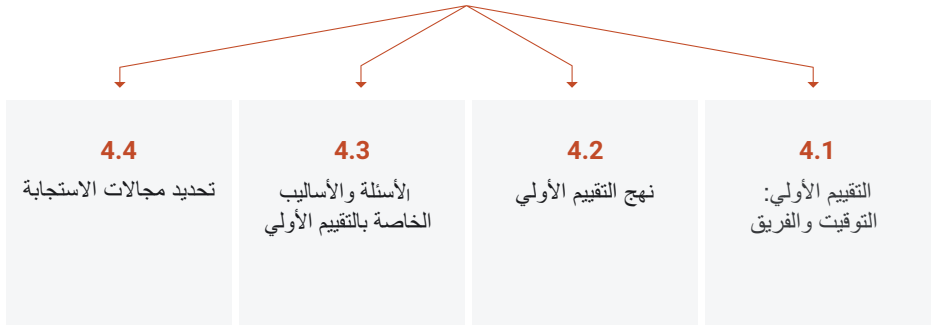 4.1
التقييم الأولي:
التوقيت والفريق
4.2
نهج التقييم الأولي
4.3
الأسئلة والأساليب
الخاصة بالتقييم الأولي
4.4
تحديد مجالات الاستجابة